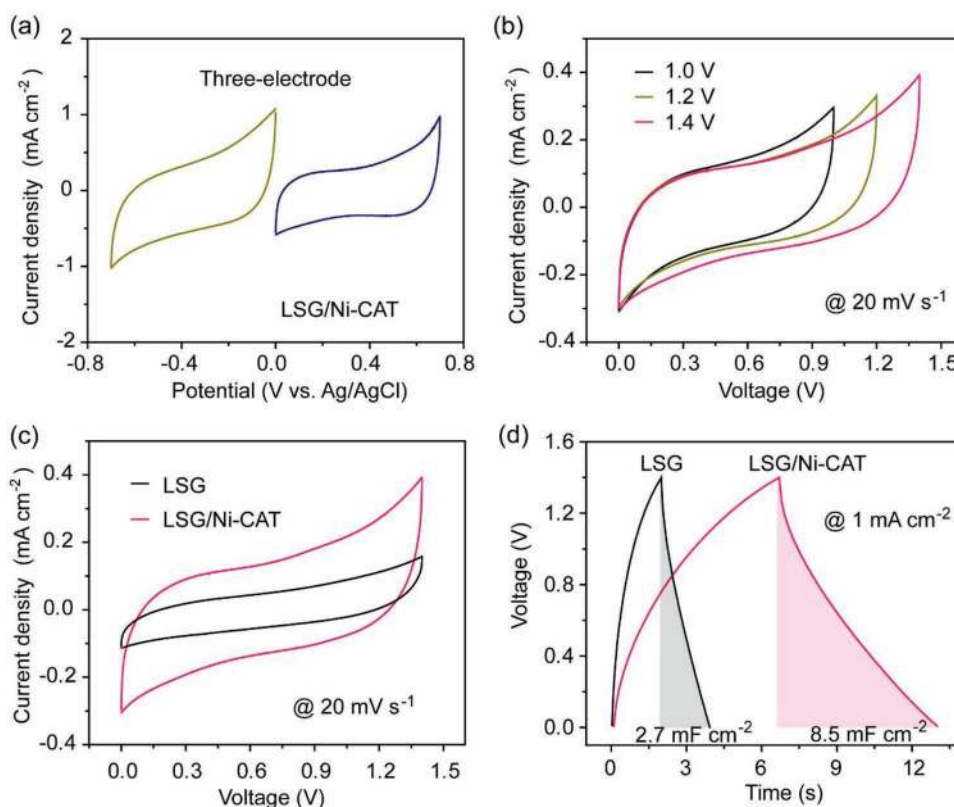 (a)
2
1
0
-1
-2
Current density (mA cm-2)
Three-electrode
LSG/Ni-CAT
-0.8
-0.4
0.0
0.4
0.8
Potential (V vs. Ag/AgCl)
(b)
0.4
0.2
0.0
-0.2
-0.4
Current density (mA cm-2)
1.0 V
1.2 V
1.4 V
@ 20 mV s-1
0.0
0.3
0.6
0.9
1.2
1.5
Voltage (V)
(c)
0.4
0.2
0.0
-0.2
-0.4
Current density (mA cm-2)
LSG
LSG/Ni-CAT
@ 20 mV s-1
0.0
0.3
0.6
0.9
1.2
1.5
Voltage (V)
(d)
1.6
1.2
0.8
0.4
0.0
Voltage (V)
LSG
LSG/Ni-CAT
@ 1 mA cm-2
2.7 mF cm-2
8.5 mF cm-2
0
3
6
9
12
Time (s)